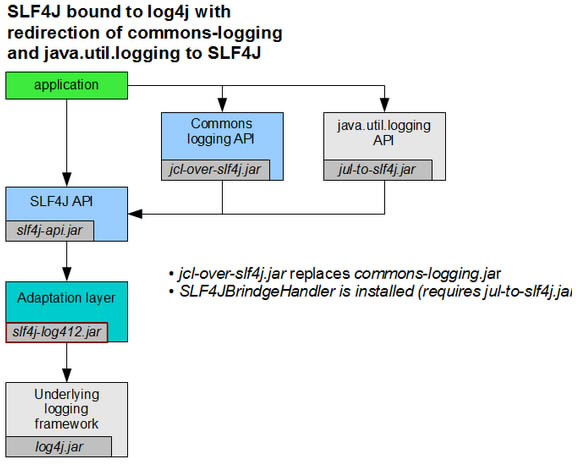 SLF4J bound to log4j with
redirection of commons-logging
and java.util.logging to SLF4J
application
Commons
logging API
jcl-over-slf4j.jar
java.util.logging
API
jul-to-slf4j.jar
SLF4J API
slf4j-api.jar
• jcl-over-slf4j.jar replaces commons-logging.jar
• SLF4JBrindgeHandler is installed (requires jul-to-slf4j.jar
Adaptation layer
slf4j-log412.jar
Underlying
logging
framework
log4j.jar